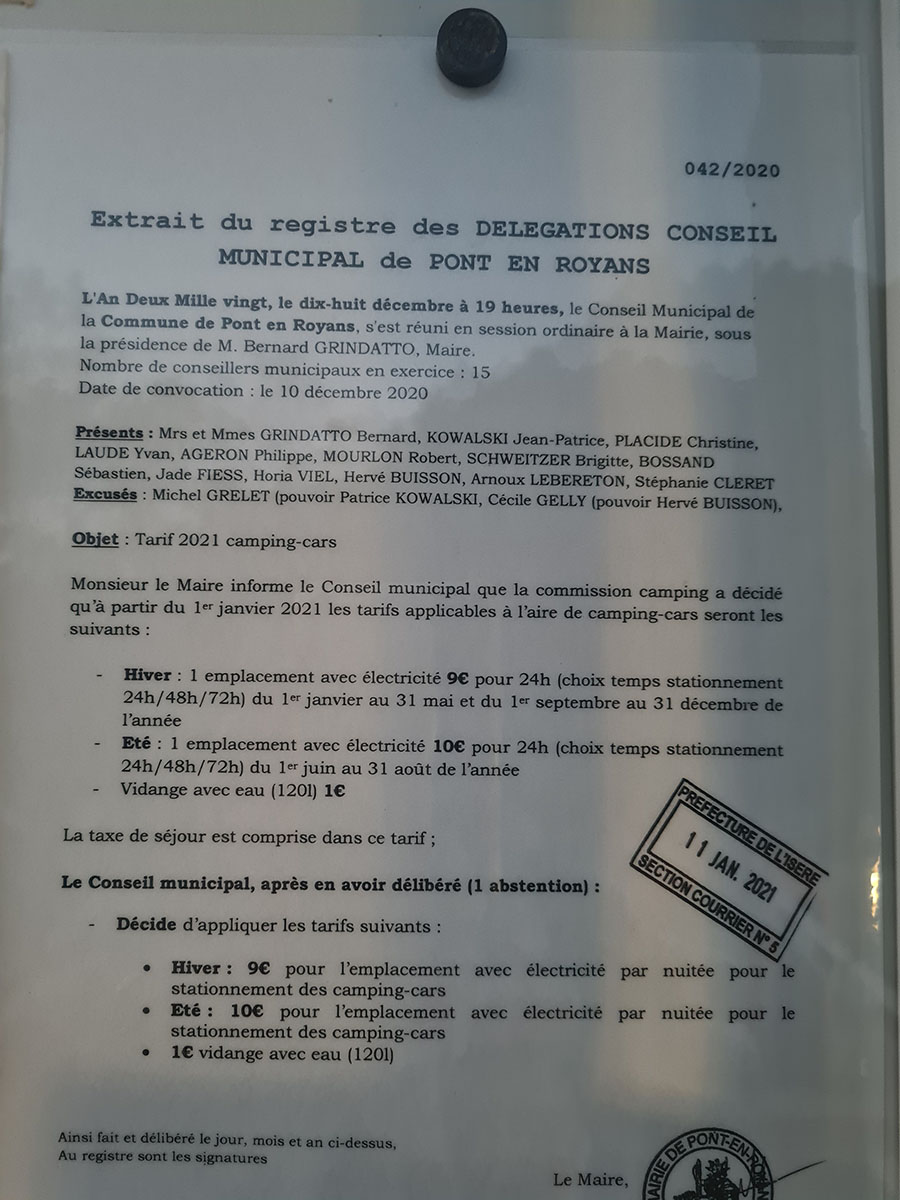 042/2020
Extrait du registre des DELEGATIONS CONSEIL
MUNICIPAL de PONT EN ROYANS
L'An Deux Mille vingt, le dix-huit décembre à 19 heures, le Conseil Municipal de
la Commune de Pont en Royans, s'est réuni en session ordinaire à la Mairie, sous
la présidence de M. Bernard GRINDATTO, Maire.
Nombre de conseillers municipaux en exercice : 15
Date de convocation : le 10 décembre 2020
Présents : Mrs et Mmes GRINDATTO Bernard, KOWALSKI Jean-Patrice, PLACIDE Christine,
LAUDE Yvan, AGERON Philippe, MOURLON Robert, SCHWEITZER Brigitte, BOSSAND
Sébastien, Jade FIESS, Horia VIEL, Hervé BUISSON, Arnoux LEBERETON, Stéphanie CLERET
Excusés : Michel GRELET (pouvoir Patrice KOWALSKI, Cécile GELLY (pouvoir Hervé BUISSON),
Objet : Tarif 2021 camping-cars
Monsieur le Maire informe le Conseil municipal que la commission camping a décidé
qu'à partir du 1er janvier 2021 les tarifs applicables à l'aire de camping-cars seront les
suivants :
- Hiver : 1 emplacement avec électricité 9€ pour 24h (choix temps stationnement
24h/48h/72h) du 1er janvier au 31 mai et du 1er septembre au 31 décembre de
l'année
- Eté : 1 emplacement avec électricité 10€ pour 24h (choix temps stationnement
24h/48h/72h) du 1er juin au 31 août de l'année
- Vidange avec eau (120l) 1€
La taxe de séjour est comprise dans ce tarif ;
PREFECTURE DE L'ISERE
11 JAN. 2021
SECTION COURRIER N° 5
Le Conseil municipal, après en avoir délibéré (1 abstention) :
- Décide d'appliquer les tarifs suivants :
• Hiver : 9€ pour l'emplacement avec électricité par nuitée pour le
stationnement des camping-cars
• Eté : 10€ pour l'emplacement avec électricité par nuitée pour le
stationnement des camping-cars
• 1€ vidange avec eau (120l)
Ainsi fait et délibéré le jour, mois et an ci-dessus,
Au registre sont les signatures
Le Maire,
MAIRIE DE PONT-EN-ROYA